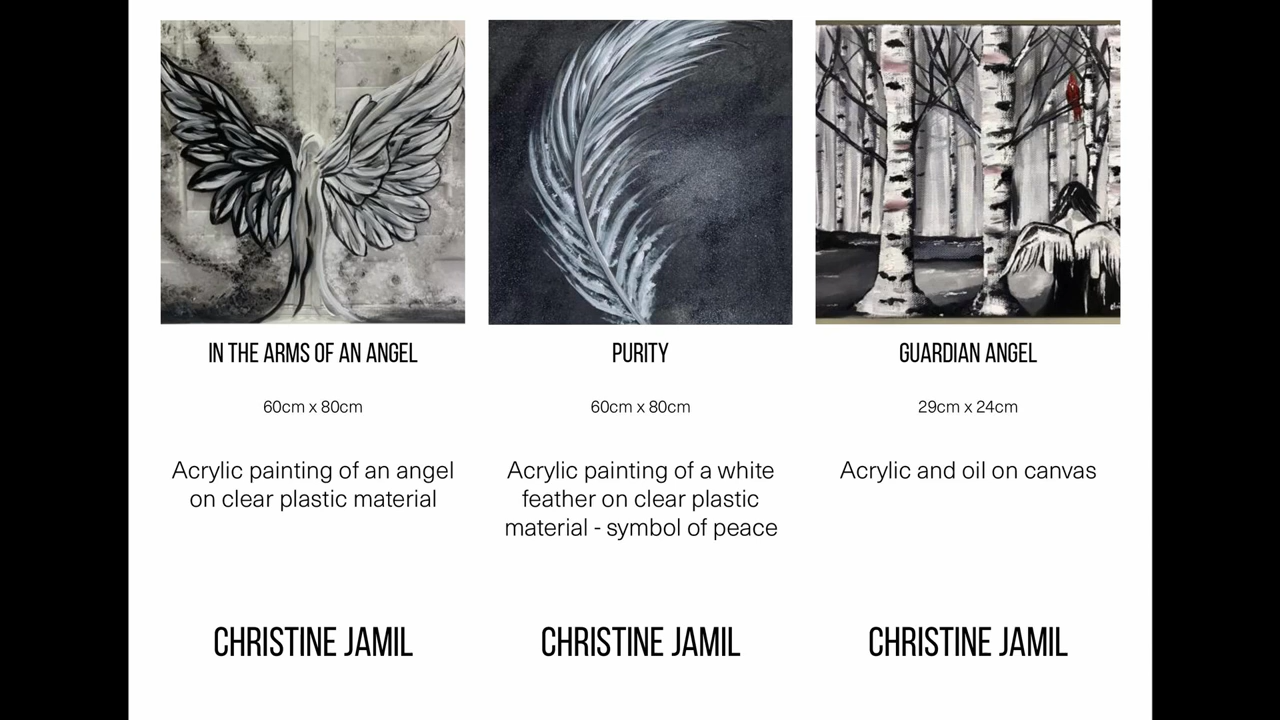 IN THE ARMS OF AN ANGEL
60cm x 80cm
Acrylic painting of an angel
on clear plastic material
CHRISTINE JAMIL
PURITY
60cm x 80cm
Acrylic painting of a white
feather on clear plastic
material - symbol of peace
CHRISTINE JAMIL
GUARDIAN ANGEL
29cm x 24cm
Acrylic and oil on canvas
CHRISTINE JAMIL